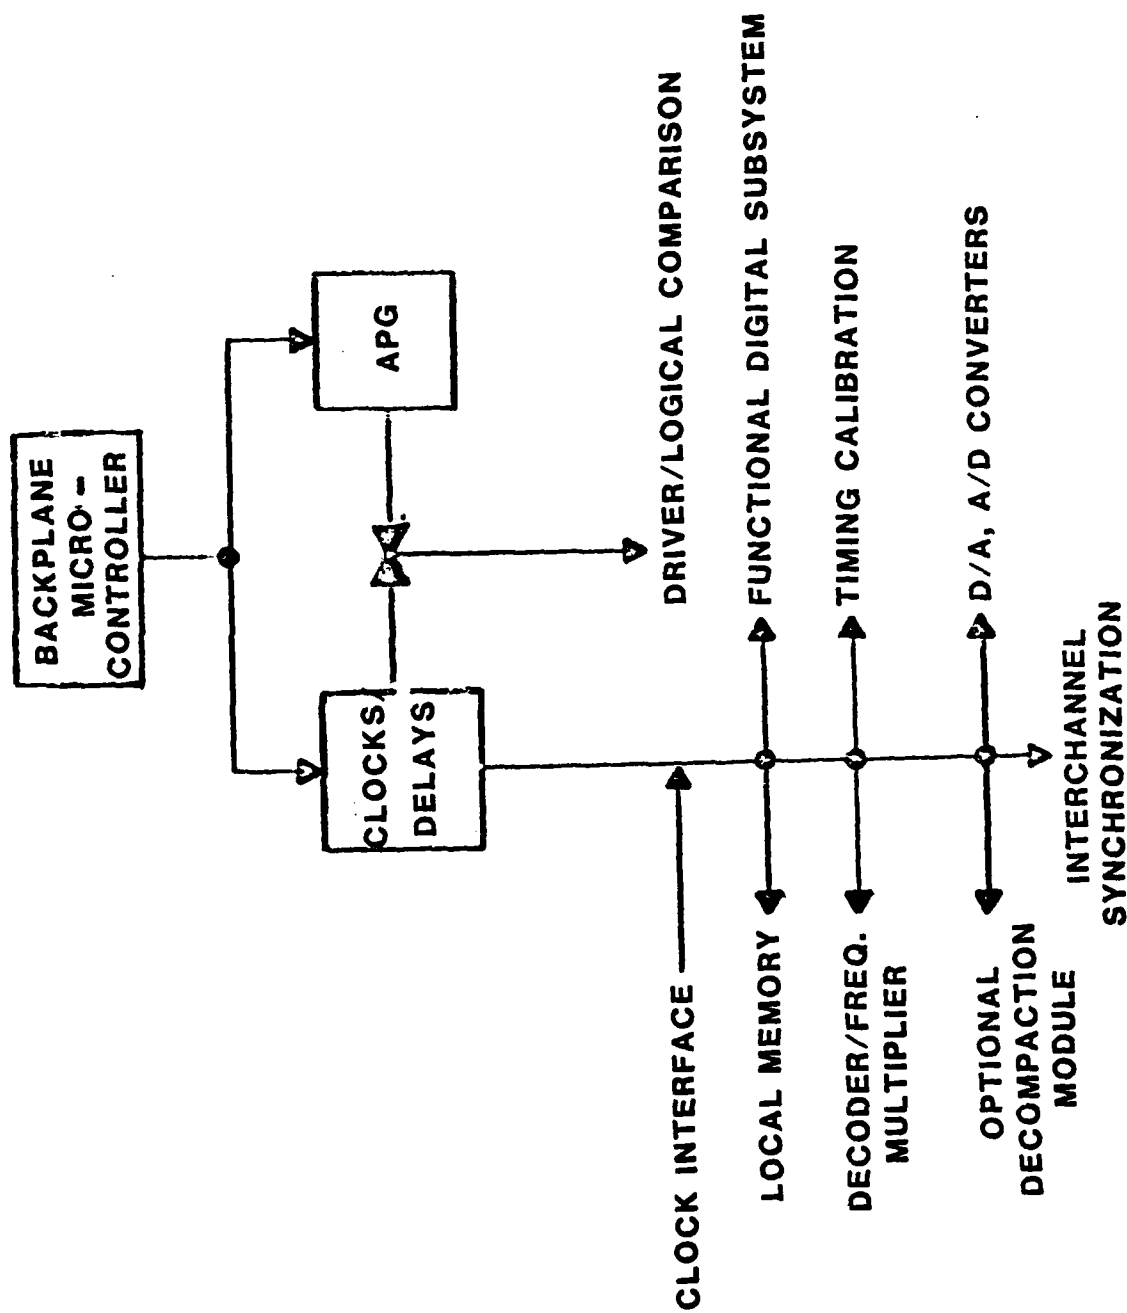 BACKPLANE
MICRO-
CONTROLLER
CLOCKS/
DELAYS
APG
DRIVER/LOGICAL COMPARISON
CLOCK INTERFACE
LOCAL MEMORY
FUNCTIONAL DIGITAL SUBSYSTEM
DECODER/FREQ.
MULTIPLIER
TIMING CALIBRATION
OPTIONAL
DECOMPACTION
MODULE
D/A, A/D CONVERTERS
INTERCHANNEL
SYNCHRONIZATION